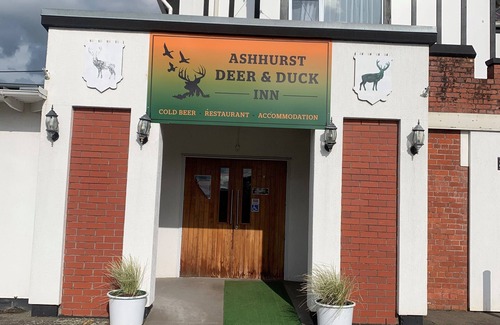 ASHHURST
DEER & DUCK
INN
COLD BEER RESTAURANT ACCOMMODATION